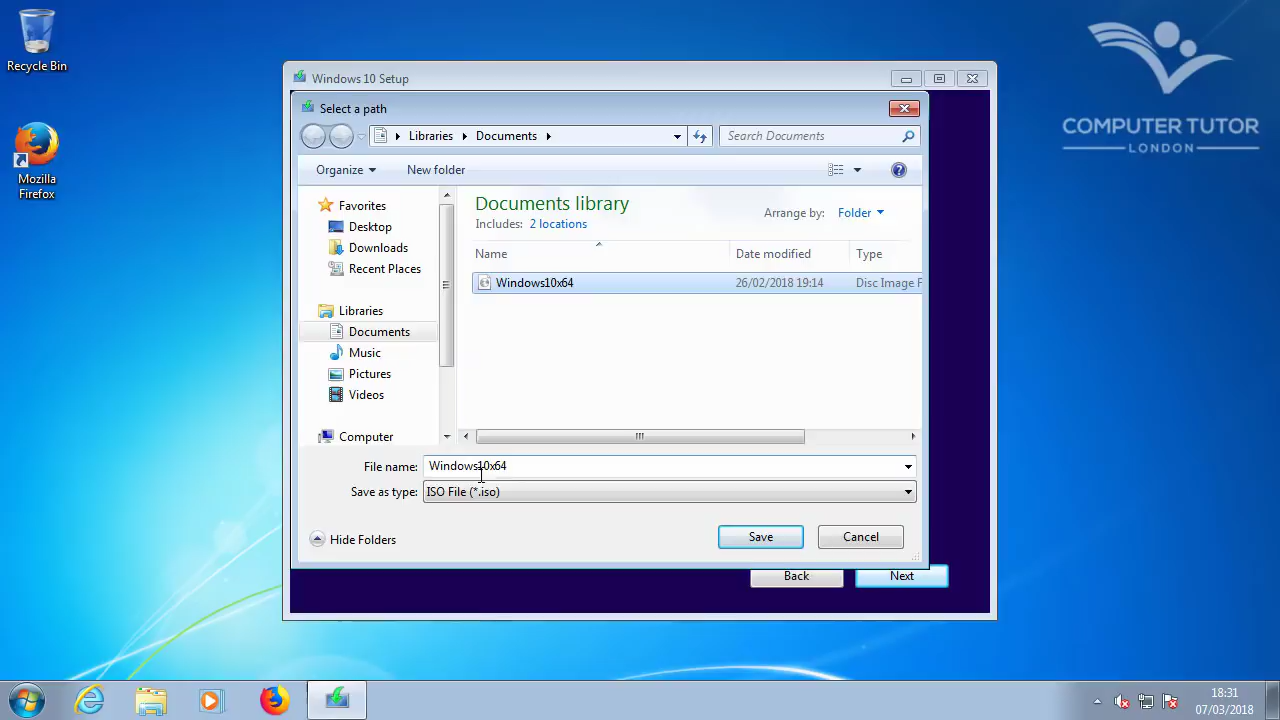 Recycle Bin
Mozilla
Firefox
COMPUTER TUTOR
LONDON
Windows 10 Setup
Select a path
Libraries Documents
Search Documents
Organize
New folder
Documents library
Includes: 2 locations
Arrange by: Folder
Name
Date modified
Type
Windows10x64
26/02/2018 19:14
Disc Image F
Favorites
Desktop
Downloads
Recent Places
Libraries
Documents
Music
Pictures
Videos
Computer
File name: Windows10x64
Save as type: ISO File (*.iso)
Hide Folders
Save
Cancel
Back
Next
18:31
07/03/2018